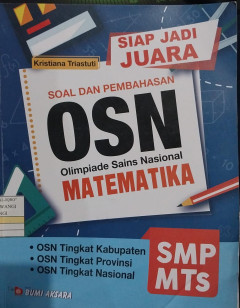 SIAP JADI
JUARA
Kristiana Triastuti
SOAL DAN PEMBAHASAN
OSN
Olimpiade Sains Nasional
MATEMATIKA
• OSN Tingkat Kabupaten
• OSN Tingkat Provinsi
• OSN Tingkat Nasional
SMP
MTs
BUMI AKSARA